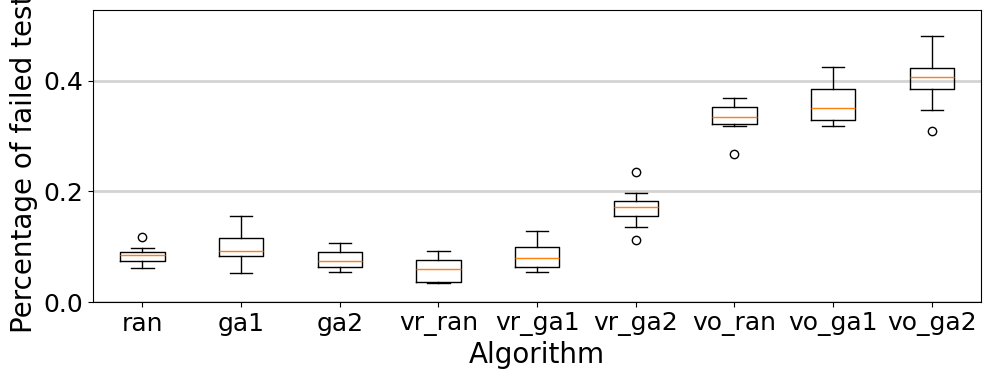 Percentage of failed test
0.4
0.2
0.0
ran ga1 ga2 vr_ran vr_ga1 vr_ga2 vo_ran vo_ga1 vo_ga2
Algorithm